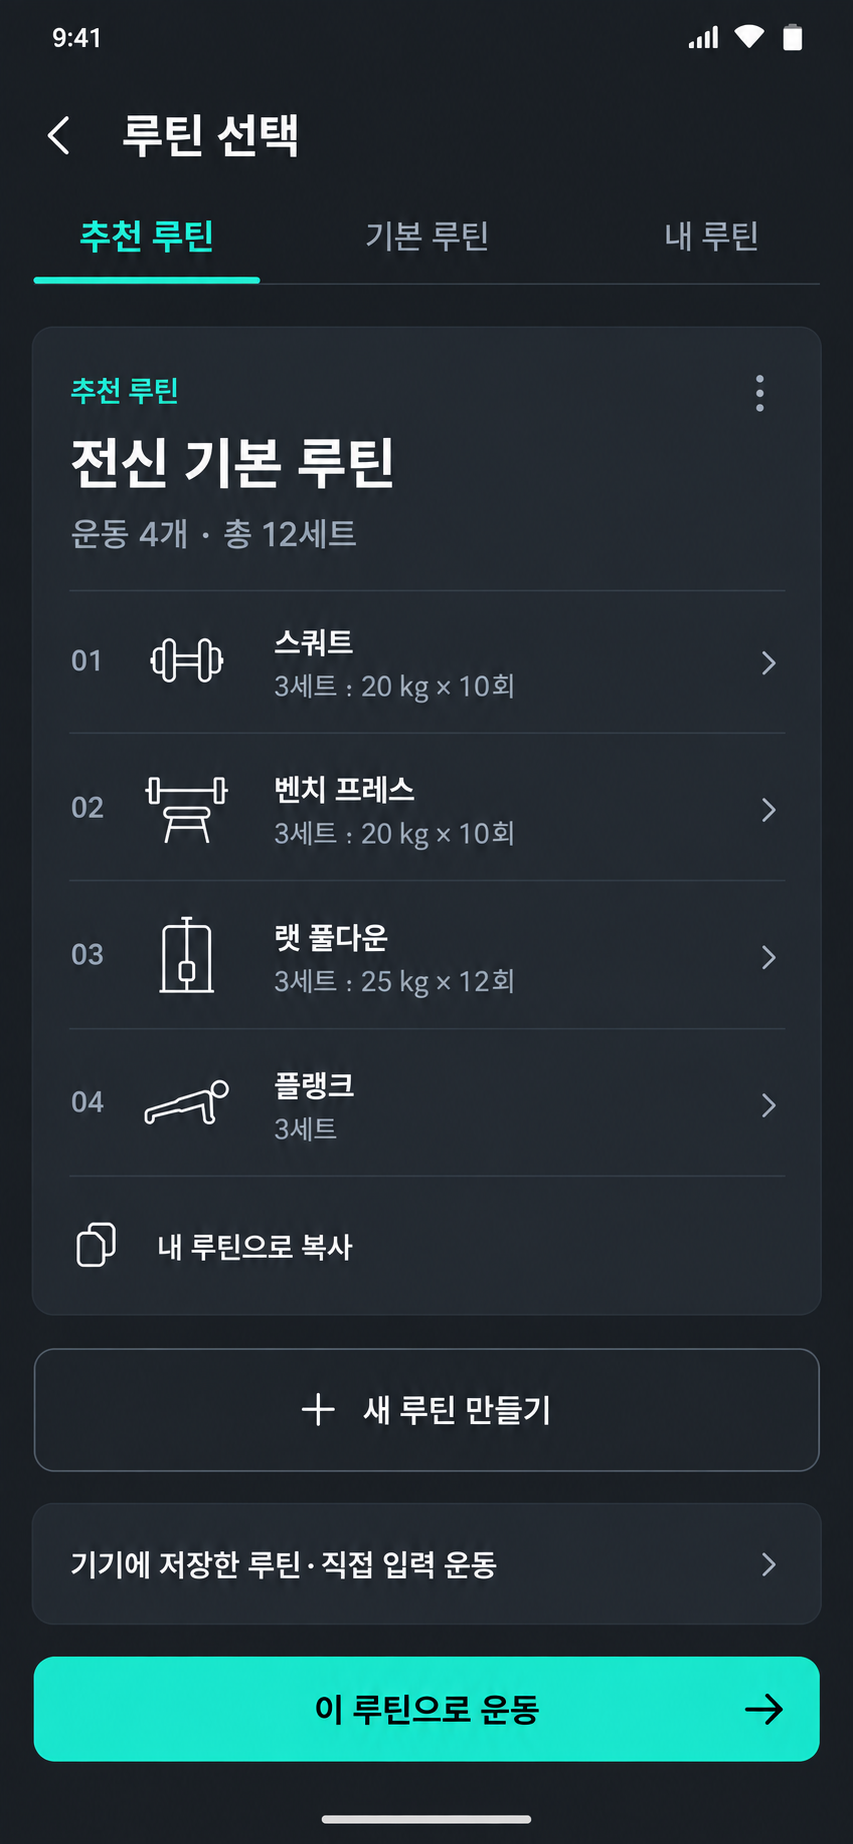 9:41
루틴 선택
추천 루틴
기본 루틴
내 루틴
추천 루틴
전신 기본 루틴
운동 4개 · 총 12세트
01
스쿼트
3세트 : 20 kg × 10회
02
벤치 프레스
3세트 : 20 kg × 10회
03
랫 풀다운
3세트 : 25 kg × 12회
04
플랭크
3세트
내 루틴으로 복사
새 루틴 만들기
기기에 저장한 루틴 · 직접 입력 운동
이 루틴으로 운동